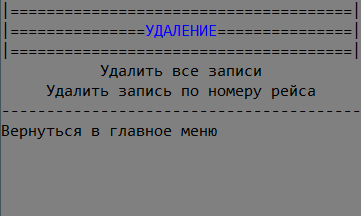 |======================================|
|===============УДАЛЕНИЕ===============|
|======================================|
Удалить все записи
Удалить запись по номеру рейса
----------------------------------------
Вернуться в главное меню